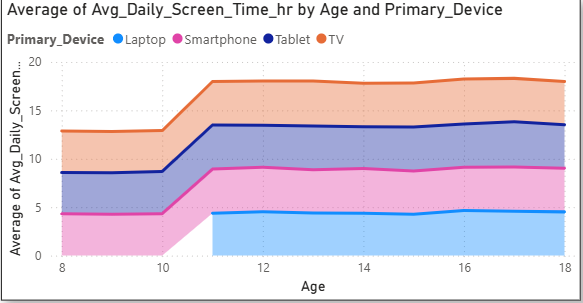 Average of Avg_Daily_Screen_Time_hr by Age and Primary_Device
Primary_Device Laptop Smartphone Tablet TV
Average of Avg_Daily_Screen...
20
15
10
5
0
8 10 12 14 16 18
Age